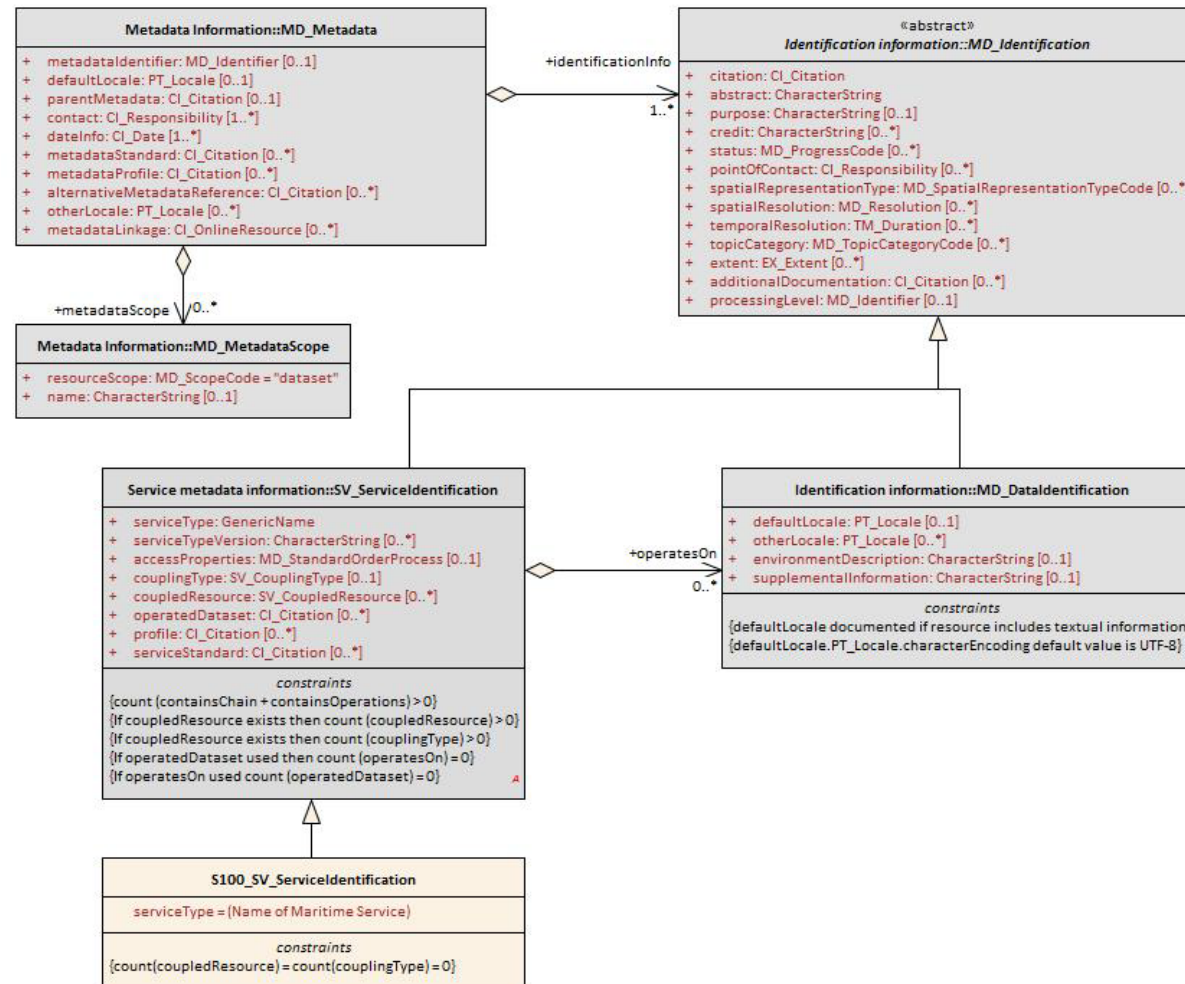 Metadata Information::MD_Metadata
+ metadataIdentifier: MD_Identifier [0..1]
+ defaultLocale: PT_Locale [0..1]
+ parentMetadata: CI_Citation [0..1]
+ contact: CI_Responsibility [1..*]
+ dateInfo: CI_Date [1..*]
+ metadataStandard: CI_Citation [0..*]
+ metadataProfile: CI_Citation [0..*]
+ alternativeMetadataReference: CI_Citation [0..*]
+ otherLocale: PT_Locale [0..*]
+ metadataLinkage: CI_OnlineResource [0..*]
+identificationInfo
1..*
«abstract»
Identification information::MD_Identification
+ citation: CI_Citation
+ abstract: CharacterString
+ purpose: CharacterString [0..1]
+ credit: CharacterString [0..*]
+ status: MD_ProgressCode [0..*]
+ pointOfContact: CI_Responsibility [0..*]
+ spatialRepresentationType: MD_SpatialRepresentationTypeCode [0..*
+ spatialResolution: MD_Resolution [0..*]
+ temporalResolution: TM_Duration [0..*]
+ topicCategory: MD_TopicCategoryCode [0..*]
+ extent: EX_Extent [0..*]
+ additionalDocumentation: CI_Citation [0..*]
+ processingLevel: MD_Identifier [0..1]
+metadataScope
0..*
Metadata Information::MD_MetadataScope
+ resourceScope: MD_ScopeCode = "dataset"
+ name: CharacterString [0..1]
Service metadata information::SV_ServiceIdentification
+ serviceType: GenericName
+ serviceTypeVersion: CharacterString [0..*]
+ accessProperties: MD_StandardOrderProcess [0..1]
+ couplingType: SV_CouplingType [0..1]
+ coupledResource: SV_CoupledResource [0..*]
+ operatedDataset: CI_Citation [0..*]
+ profile: CI_Citation [0..*]
+ serviceStandard: CI_Citation [0..*]
constraints
{count (containsChain + containsOperations) > 0}
{If coupledResource exists then count (coupledResource) > 0}
{If coupledResource exists then count (couplingType) > 0}
{If operatedDataset used then count (operatesOn) = 0}
{If operatesOn used count (operatedDataset) = 0}
A
+operatesOn
0..*
Identification information::MD_DataIdentification
+ defaultLocale: PT_Locale [0..1]
+ otherLocale: PT_Locale [0..*]
+ environmentDescription: CharacterString [0..1]
+ supplementalInformation: CharacterString [0..1]
constraints
{defaultLocale documented if resource includes textual information
{defaultLocale.PT_Locale.characterEncoding default value is UTF-8}
S100_SV_ServiceIdentification
serviceType = (Name of Maritime Service)
constraints
{count(coupledResource) = count(couplingType) = 0}